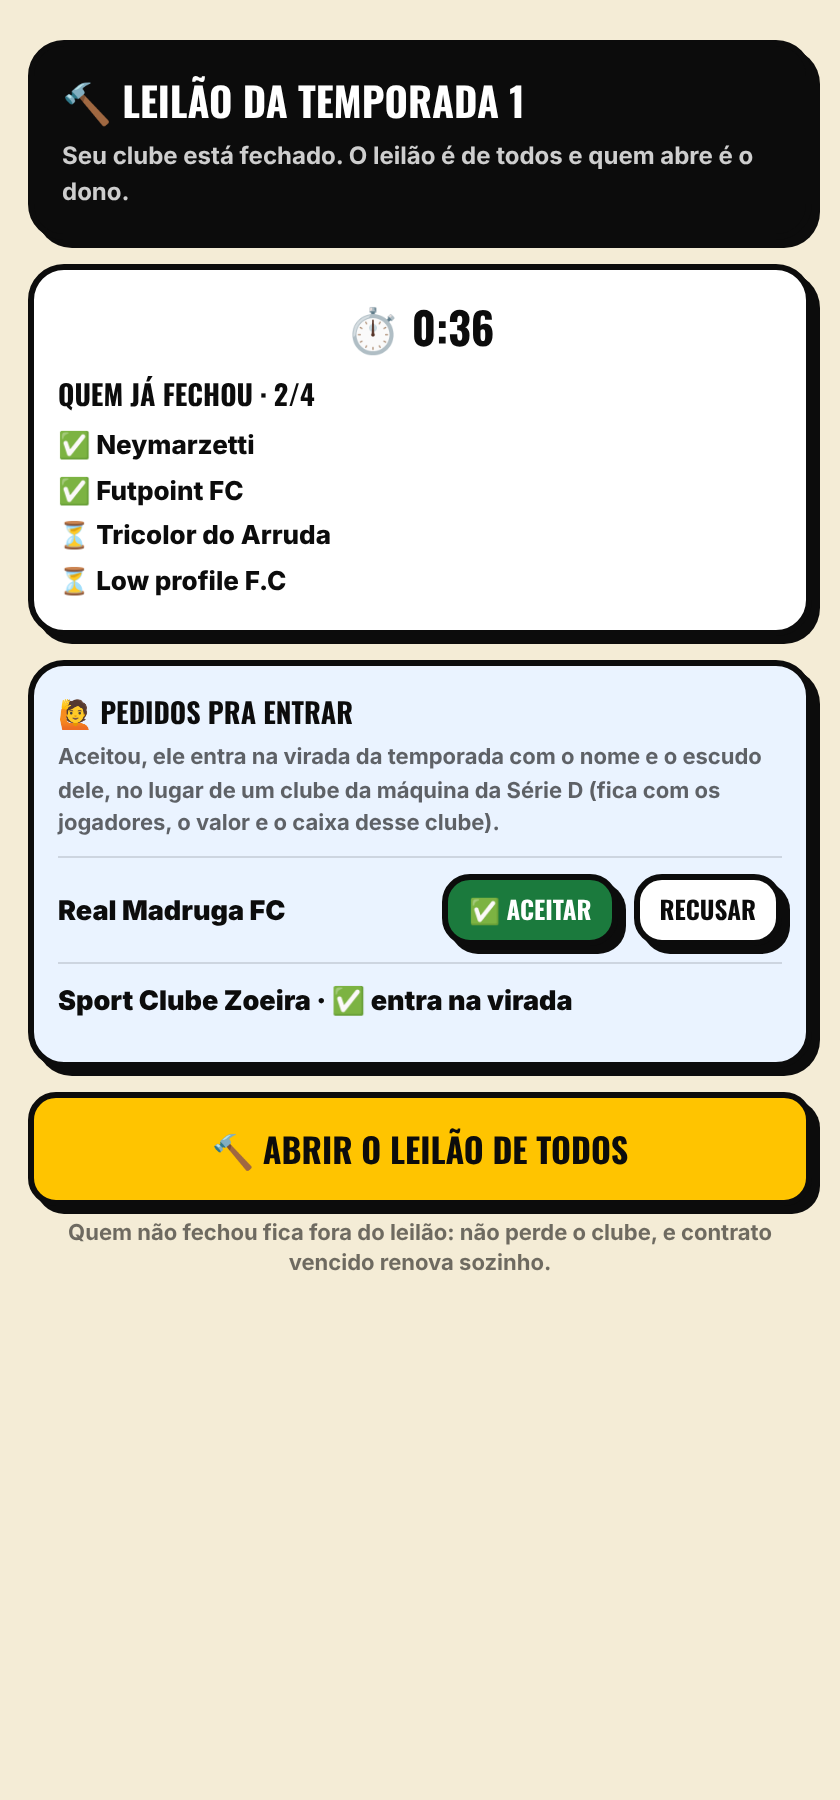 🔨 LEILÃO DA TEMPORADA 1
Seu clube está fechado. O leilão é de todos e quem abre é o
dono.
⏱️ 0:36
QUEM JÁ FECHOU · 2/4
✅ Neymarzetti
✅ Futpoint FC
⏳ Tricolor do Arruda
⏳ Low profile F.C
🙋 PEDIDOS PRA ENTRAR
Aceitou, ele entra na virada da temporada com o nome e o escudo
dele, no lugar de um clube da máquina da Série D (fica com os
jogadores, o valor e o caixa desse clube).
Real Madruga FC
✅ ACEITAR
RECUSAR
Sport Clube Zoeira · ✅ entra na virada
🔨 ABRIR O LEILÃO DE TODOS
Quem não fechou fica fora do leilão: não perde o clube, e contrato
vencido renova sozinho.